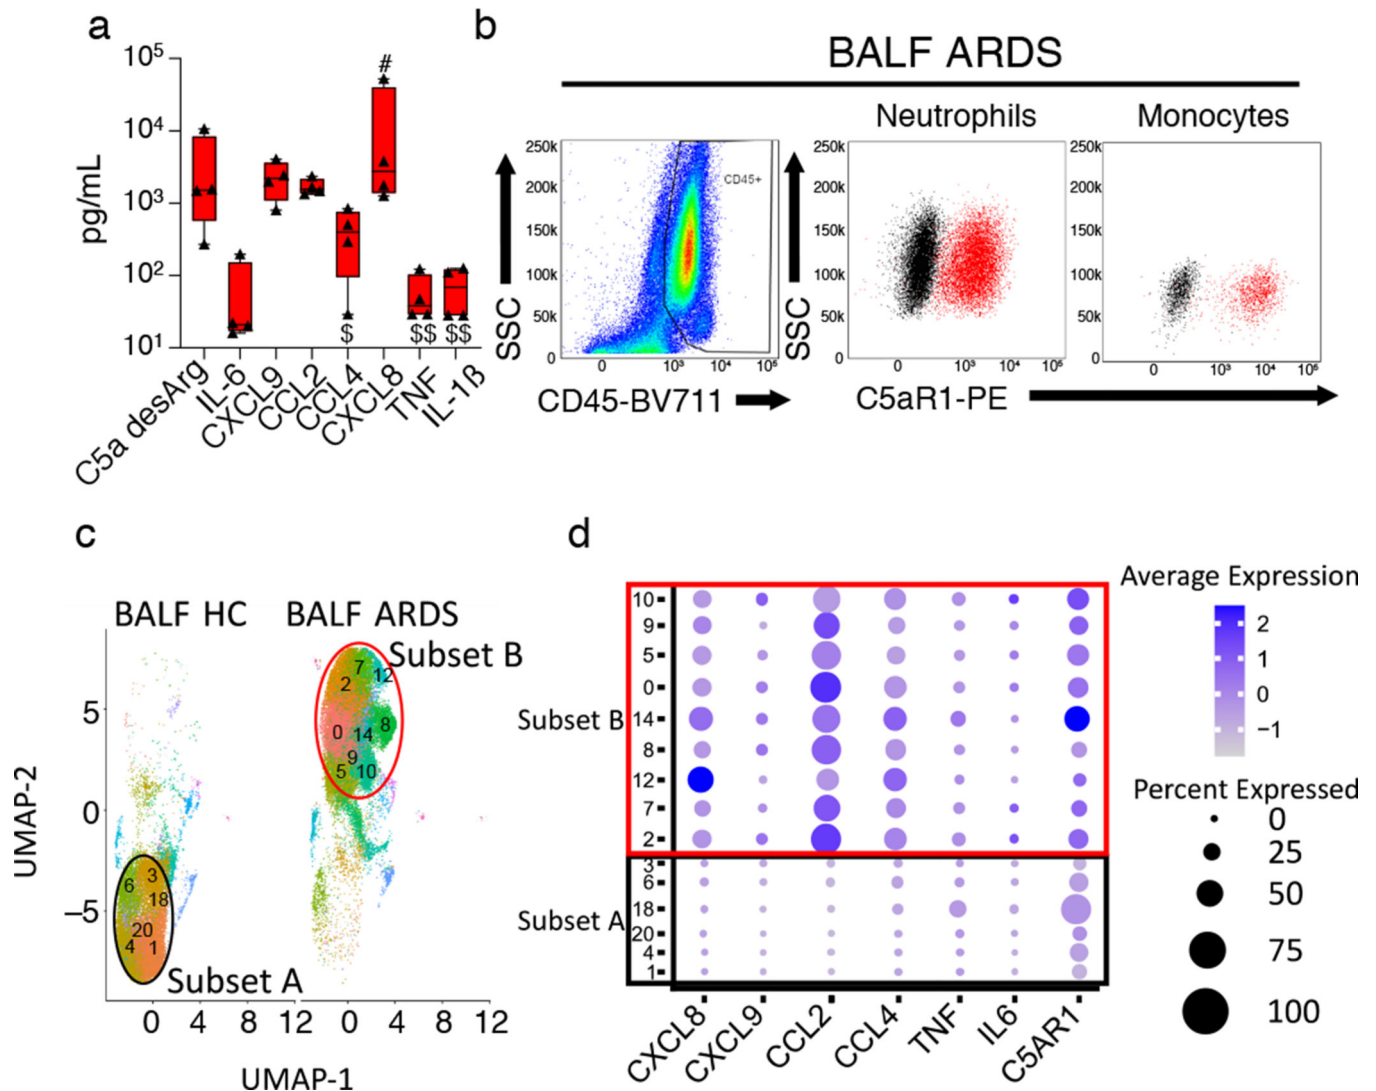 a
pg/mL
10⁵
10⁴
10³
10²
10¹
#
$
$$
$$
C5a desArg
IL-6
CXCL9
CCL2
CCL4
CXCL8
TNF
IL-1ß
b
BALF ARDS
Neutrophils
Monocytes
SSC
250k
200k
150k
100k
50k
0
CD45+
0 10³ 10⁴ 10⁵
CD45-BV711
SSC
250k
200k
150k
100k
50k
0
0 10³ 10⁴ 10⁵
250k
200k
150k
100k
50k
0
0 10³ 10⁴ 10⁵
C5aR1-PE
c
BALF HC
BALF ARDS
Subset B
7
12
2
0
14
8
9
5
10
UMAP-2
5
0
−5
6
3
18
20
4
1
Subset A
0 4 8 12
0 4 8 12
UMAP-1
d
Subset B
10
9
5
0
14
8
12
7
2
Subset A
3
6
18
20
4
1
CXCL8
CXCL9
CCL2
CCL4
TNF
IL6
C5AR1
Average Expression
2
1
0
−1
Percent Expressed
0
25
50
75
100